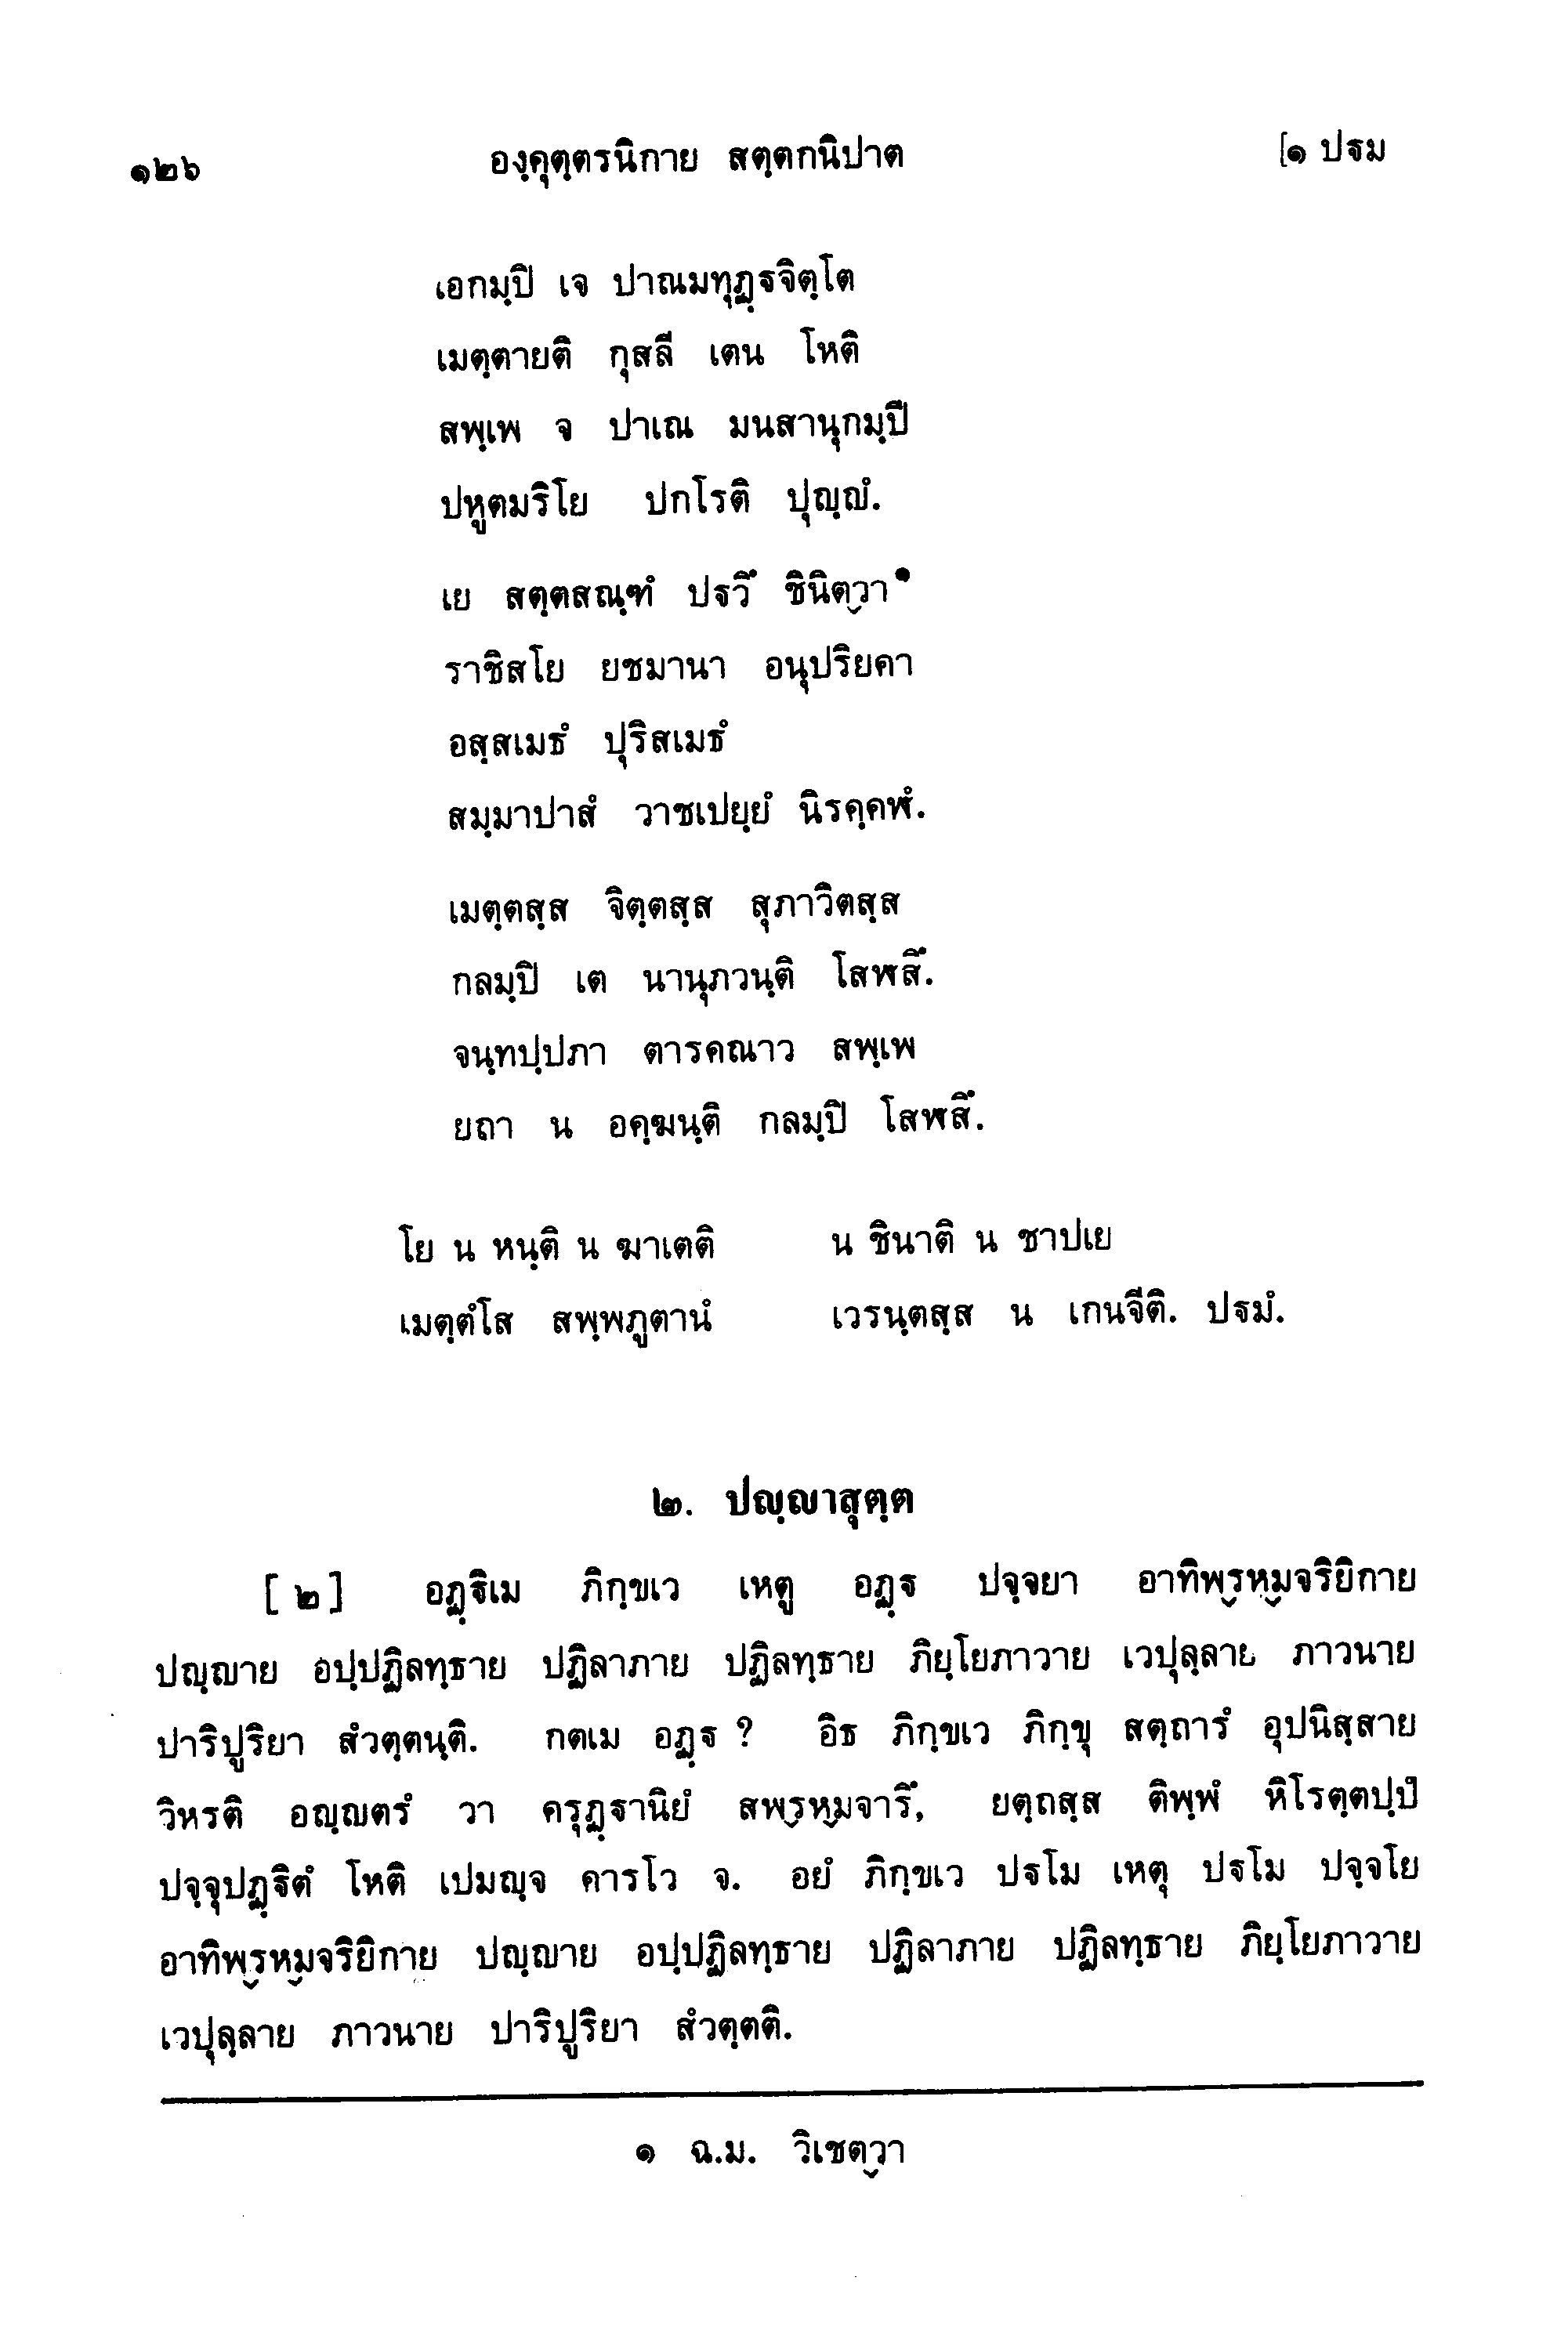 ๑๒๖ องฺคุตฺตรนิกาย สตฺตกนิปาต [๑ ปฐม
เอกมฺปิ เจ ปาณมทุฏฺฐจิตฺโต
เมตฺตายติ กุสลี เตน โหติ
สพฺเพ จ ปาเณ มนสานุกมฺปี
ปหูตมริโย ปกโรติ ปุญฺญํ.
เย สตฺตสณฺฑํ ปฐวึ ชินิตฺวา ๑
ราชิสโย ยชมานา อนุปริยคา
อสฺสเมธํ ปุริสเมธํ
สมฺมาปาสํ วาชเปยฺยํ นิรคฺคฬํ.
เมตฺตสฺส จิตฺตสฺส สุภาวิตสฺส
กลมฺปิ เต นานุภวนฺติ โสฬสึ.
จนฺทปฺปภา ตารคณาว สพฺเพ
ยถา น อคฺฆนฺติ กลมฺปิ โสฬสึ.
โย น หนฺติ น ฆาเตติ น ชินาติ น ชาปเย
เมตฺตํโส สพฺพภูตานํ เวรนฺตสฺส น เกนจีติ. ปฐมํ.
๒. ปญฺญาสุตฺต
[๒] อฏฺฐิเม ภิกฺขเว เหตู อฏฺฐ ปจฺจยา อาทิพฺรหฺมจริยิกาย
ปญฺญาย อปฺปฏิลทฺธาย ปฏิลาภาย ปฏิลทฺธาย ภิยฺโยภาวาย เวปุลฺลาย ภาวนาย
ปาริปูริยา สํวตฺตนฺติ. กตเม อฏฺฐ ? อิธ ภิกฺขเว ภิกฺขุ สตฺถารํ อุปนิสฺสาย
วิหรติ อญฺญตรํ วา ครุฏฺฐานิยํ สพฺรหฺมจารึ, ยตฺถสฺส ติพฺพํ หิโรตฺตปฺปํ
ปจฺจุปฏฺฐิตํ โหติ เปมญฺจ คารโว จ. อยํ ภิกฺขเว ปฐโม เหตุ ปฐโม ปจฺจโย
อาทิพฺรหฺมจริยิกาย ปญฺญาย อปฺปฏิลทฺธาย ปฏิลาภาย ปฏิลทฺธาย ภิยฺโยภาวาย
เวปุลฺลาย ภาวนาย ปาริปูริยา สํวตฺตติ.
๑ ฉ.ม. วิเชตฺวา